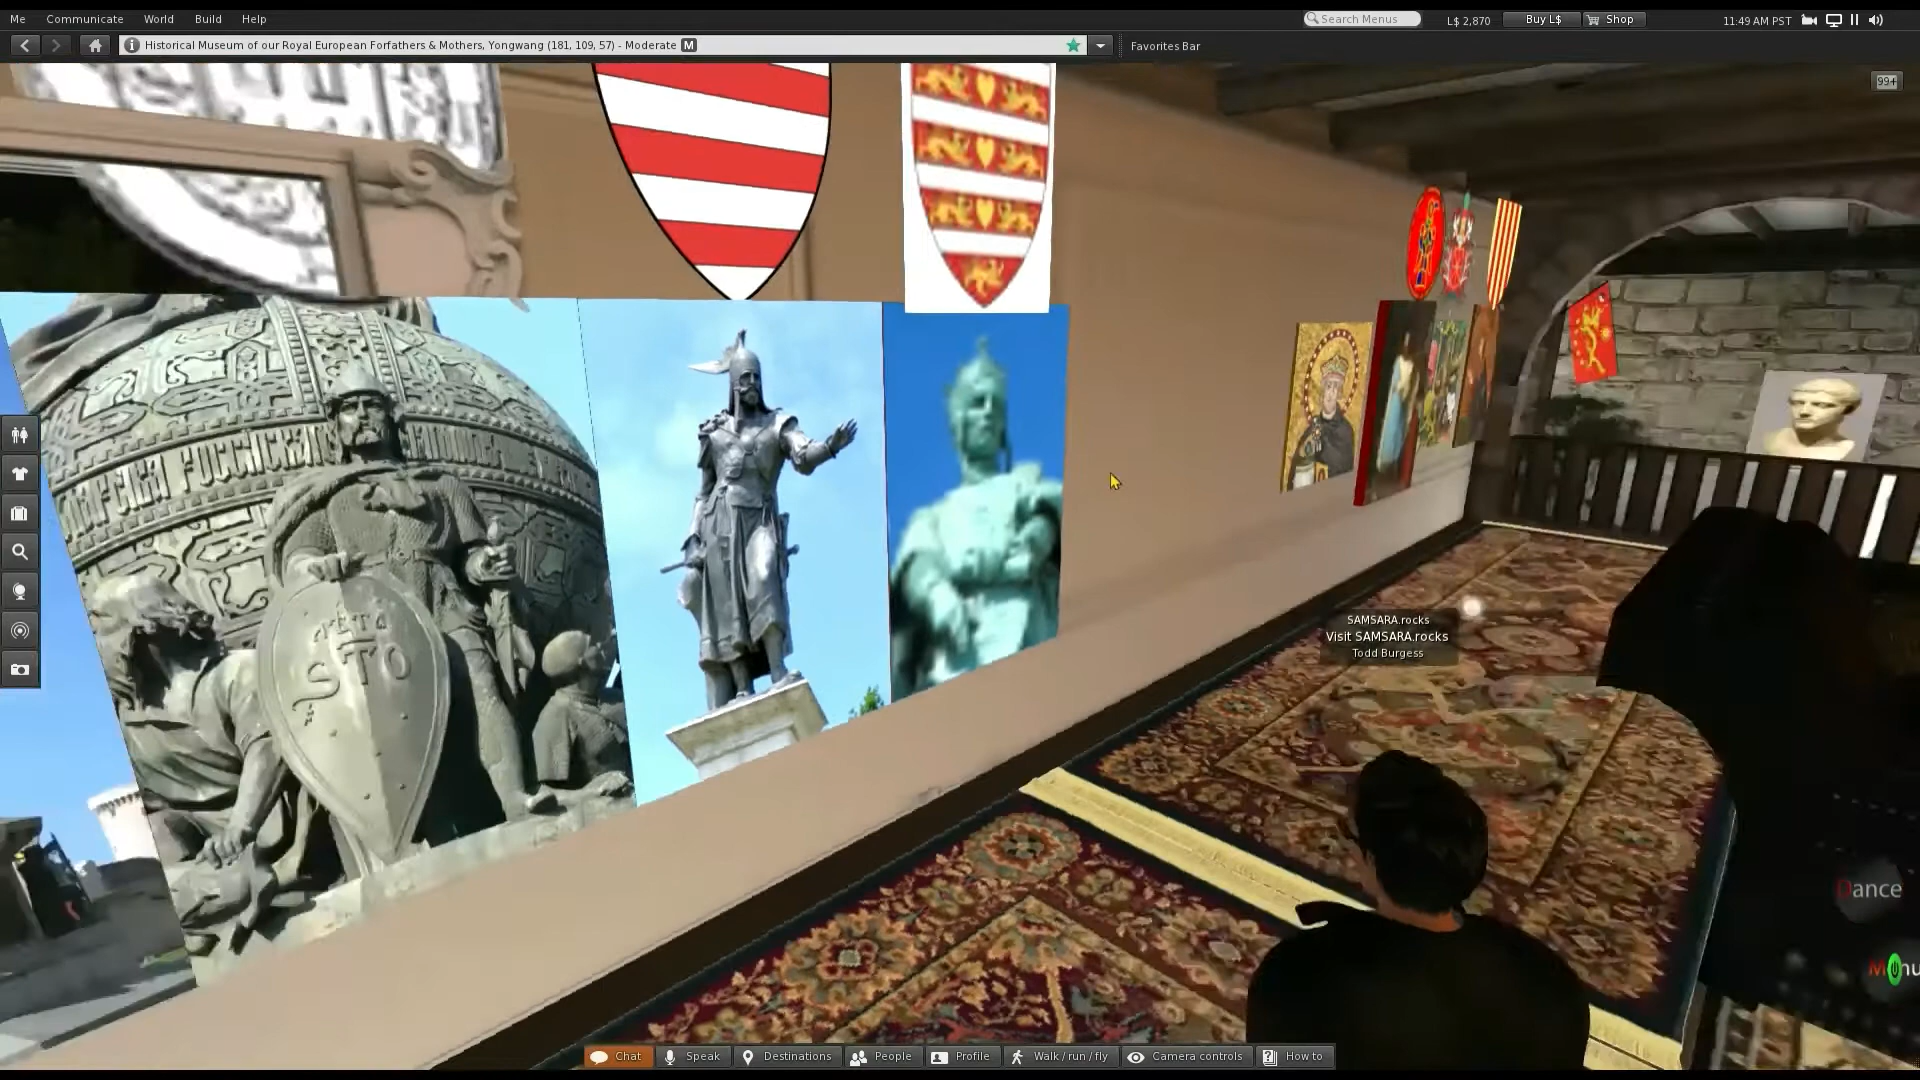 Me Communicate World Build Help
Search Menus L$ 2,870 Buy L$ Shop 11:49 AM PST
Historical Museum of our Royal European Forfathers & Mothers, Yongwang (181, 109, 57) - Moderate M Favorites Bar
99+
SAMSARA.rocks
Visit SAMSARA.rocks
Todd Burgess
Dance
Menu
Chat Speak Destinations People Profile Walk / run / fly Camera controls How to